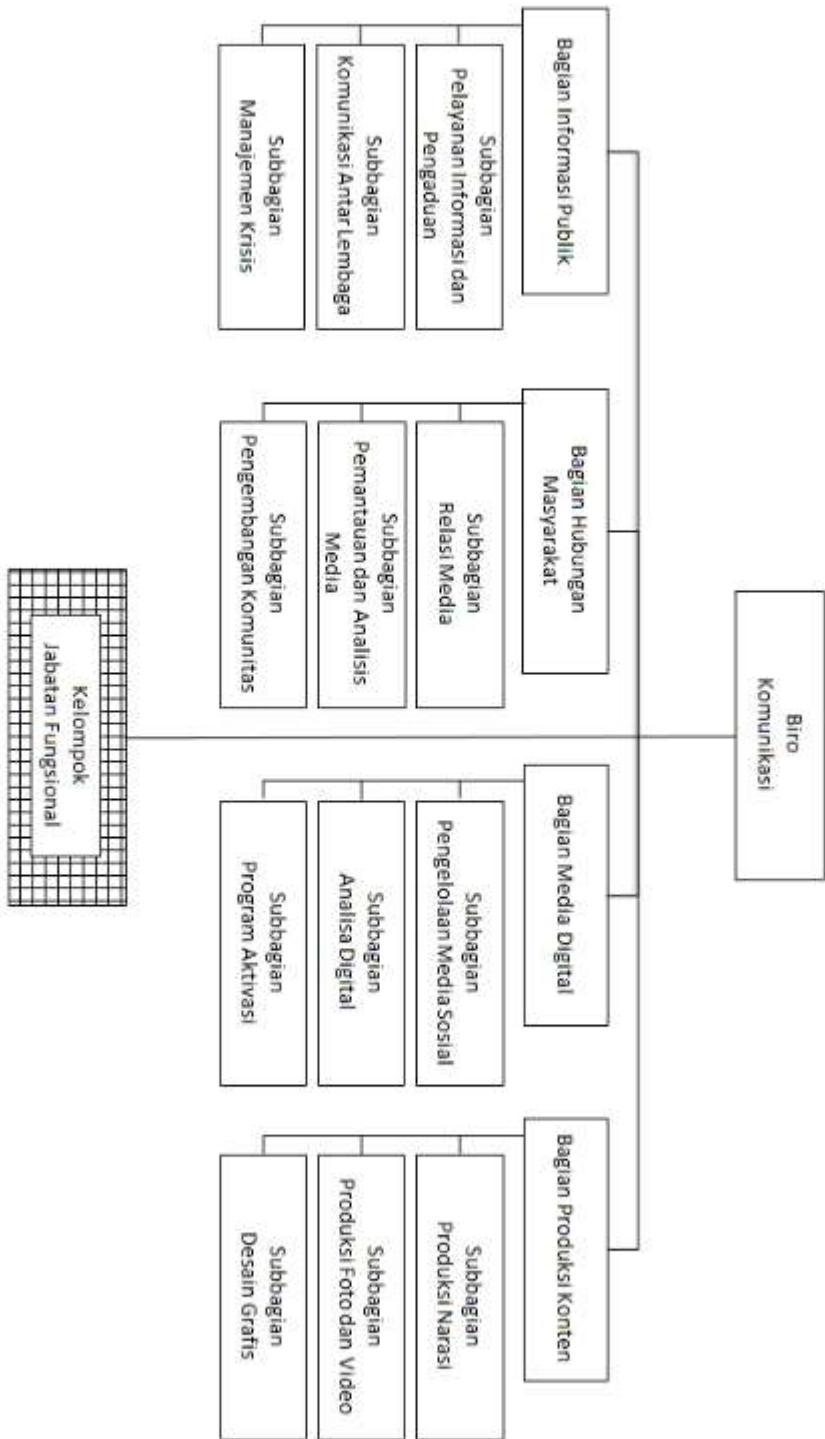 Biro
Komunikasi
Bagian Informasi Publik
Subbagian
Pelayanan Informasi dan
Pengaduan
Subbagian
Komunikasi Antar Lembaga
Subbagian
Manajemen Krisis
Bagian Hubungan
Masyarakat
Subbagian
Relasi Media
Subbagian
Pemantauan dan Analisis
Media
Subbagian
Pengembangan Komunitas
Bagian Media Digital
Subbagian
Pengelolaan Media Sosial
Subbagian
Analisa Digital
Subbagian
Program Aktivasi
Bagian Produksi Konten
Subbagian
Produksi Narasi
Subbagian
Produksi Foto dan Video
Subbagian
Desain Grafis
Kelompok
Jabatan Fungsional